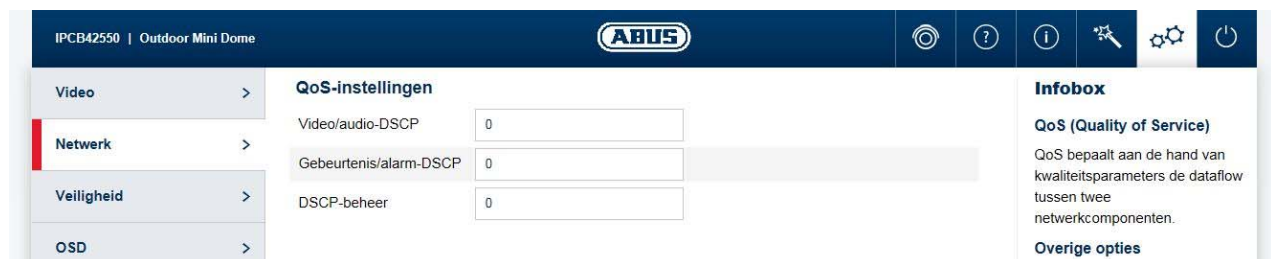 IPCB42550 | Outdoor Mini Dome
ABUS
Video
Netwerk
Veiligheid
OSD
QoS-instellingen
Video/audio-DSCP 0
Gebeurtenis/alarm-DSCP 0
DSCP-beheer 0
Infobox
QoS (Quality of Service)
QoS bepaalt aan de hand van
kwaliteitsparameters de dataflow
tussen twee
netwerkcomponenten.
Overige opties